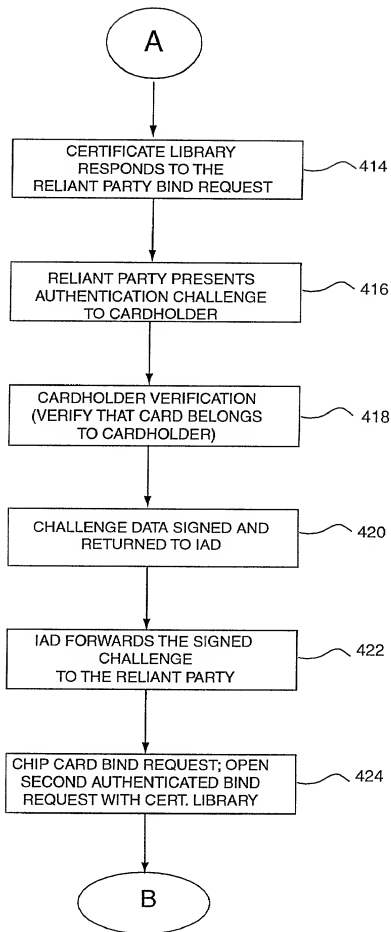 A
CERTIFICATE LIBRARY
RESPONDS TO THE
RELIANT PARTY BIND REQUEST
414
RELIANT PARTY PRESENTS
AUTHENTICATION CHALLENGE
TO CARDHOLDER
416
CARDHOLDER VERIFICATION
(VERIFY THAT CARD BELONGS
TO CARDHOLDER)
418
CHALLENGE DATA SIGNED AND
RETURNED TO IAD
420
IAD FORWARDS THE SIGNED
CHALLENGE
TO THE RELIANT PARTY
422
CHIP CARD BIND REQUEST; OPEN
SECOND AUTHENTICATED BIND
REQUEST WITH CERT. LIBRARY
424
B